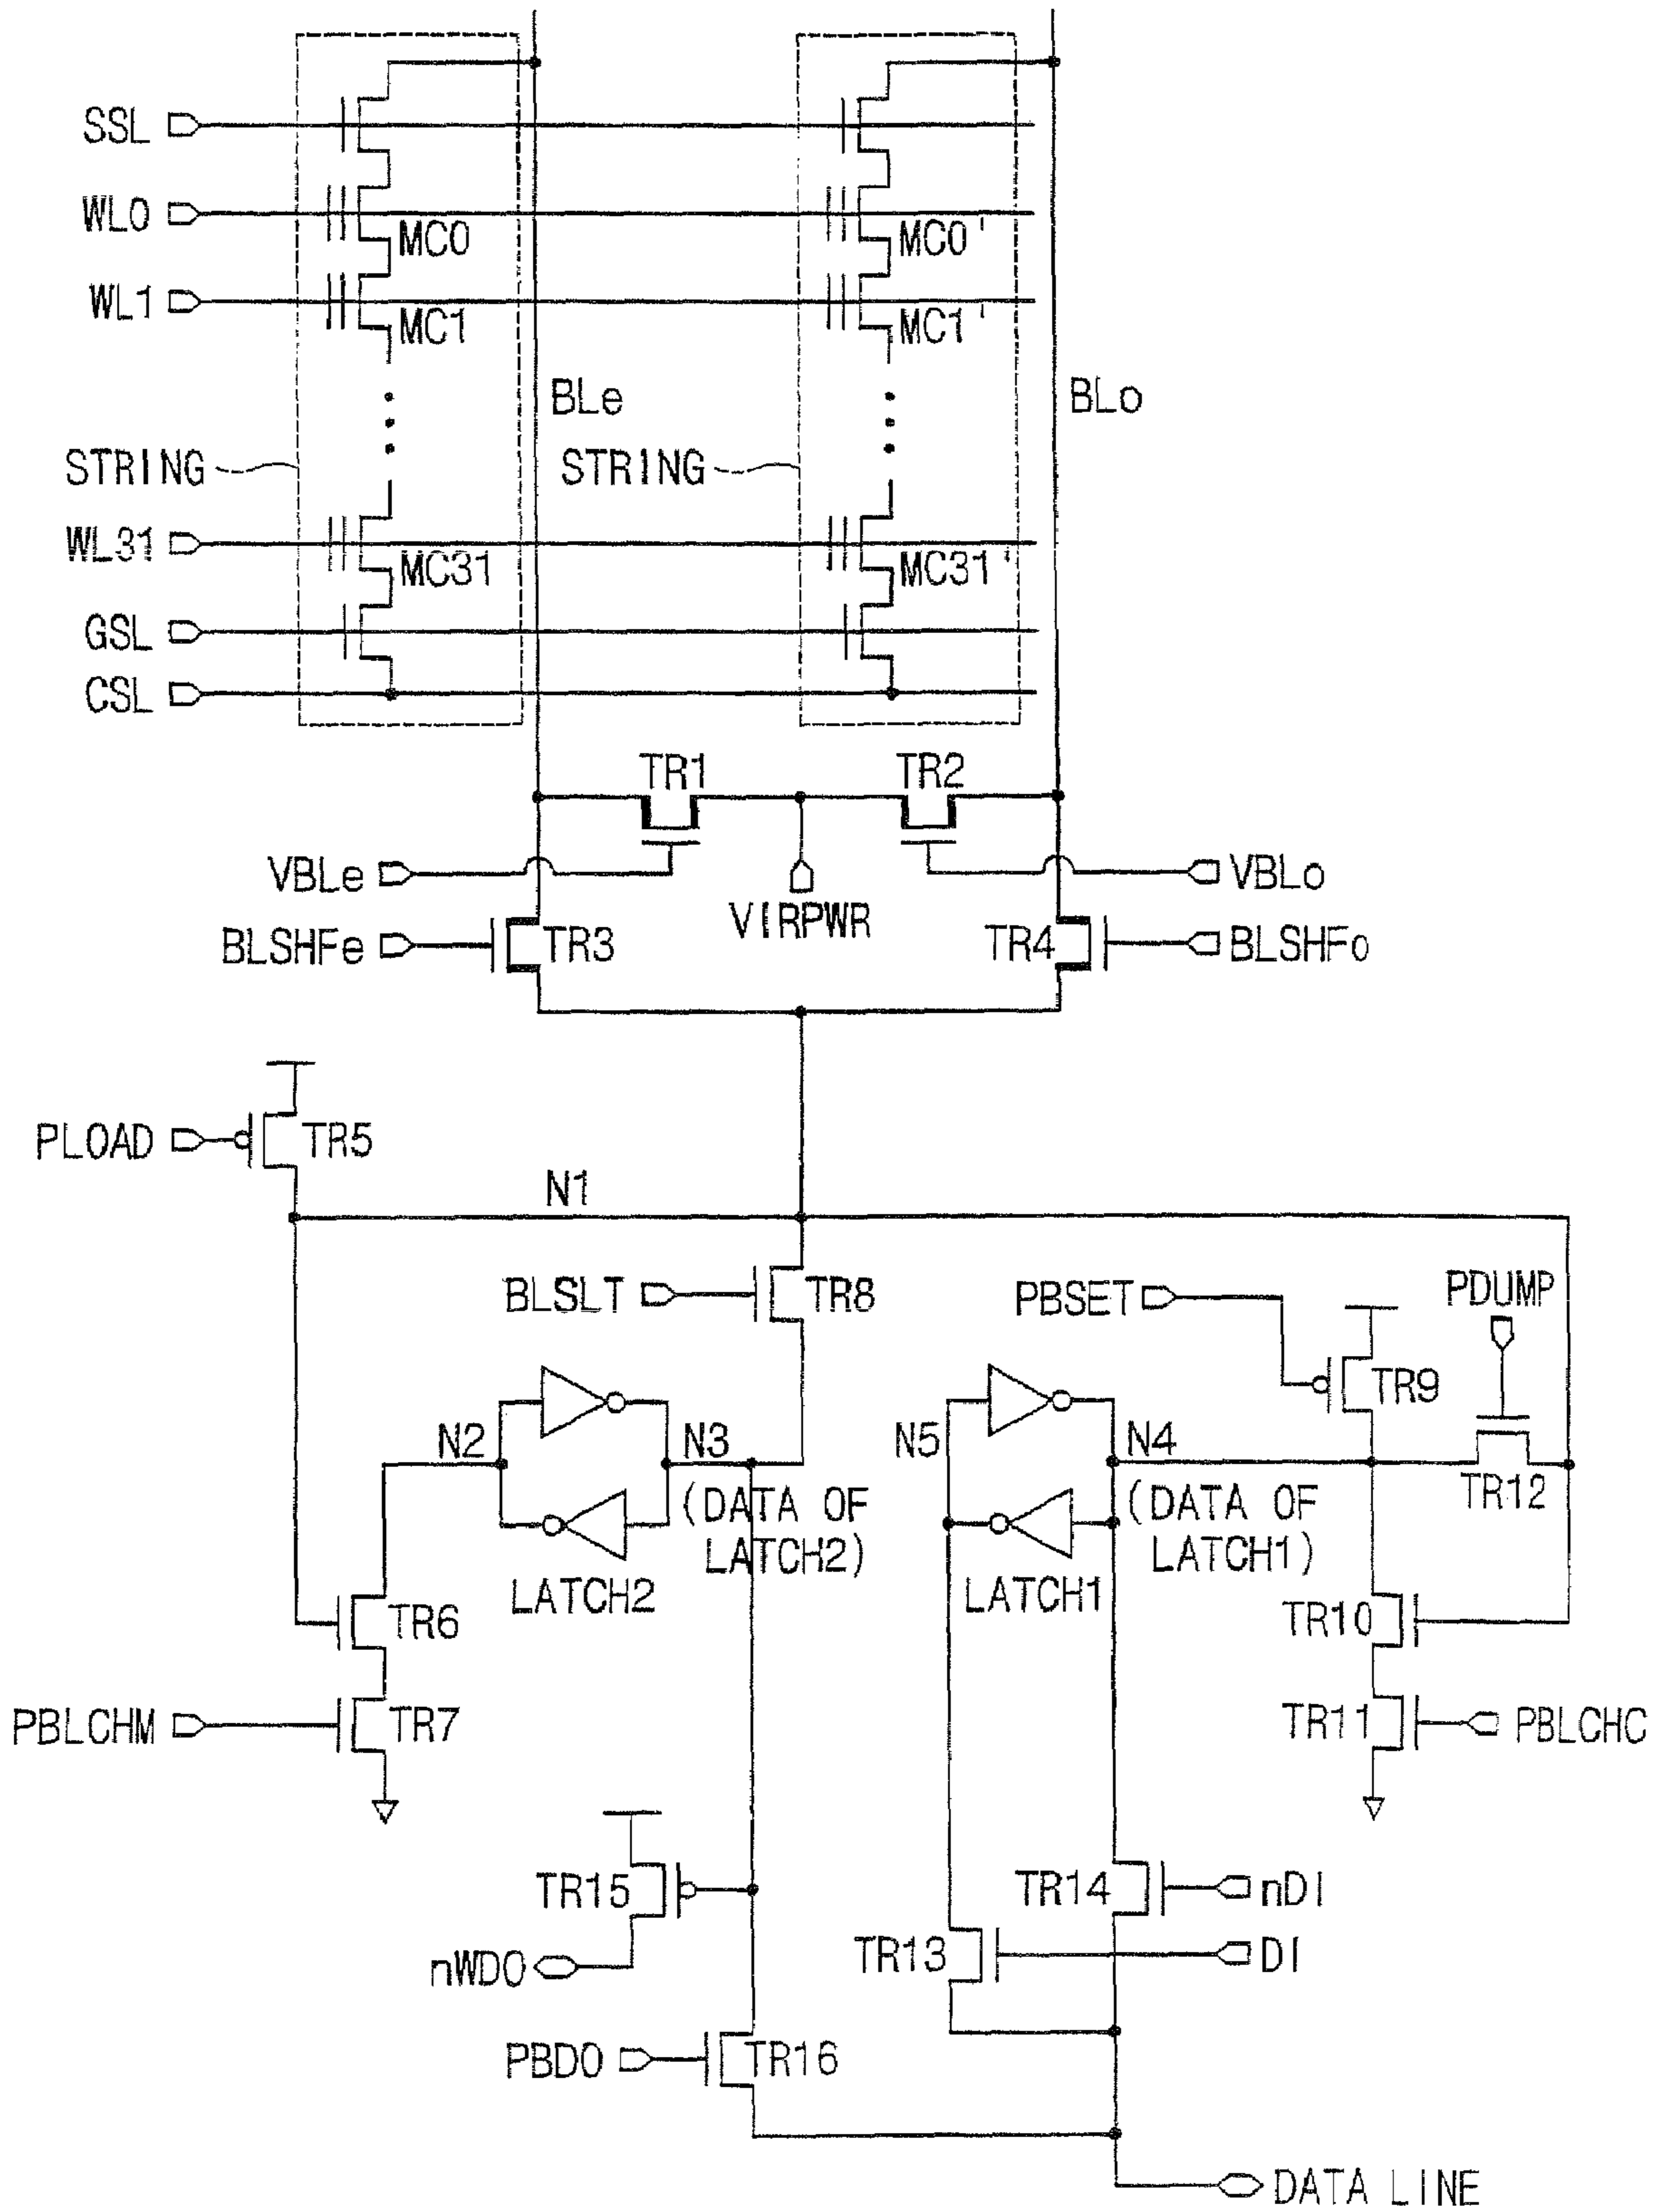 SSL
WL0
MC0
MC0'
WL1
MC1
MC1'
BLe
BLo
STRING
STRING
WL31
MC31
MC31'
GSL
CSL
TR1
TR2
VBLe
VBLo
VIRPWR
BLSHFe
TR3
TR4
BLSHFo
PLOAD
TR5
N1
BLSLT
TR8
PBSET
PDUMP
TR9
N2
N3
N5
N4
TR12
(DATA OF
LATCH2)
(DATA OF
LATCH1)
LATCH2
LATCH1
TR6
TR10
PBLCHM
TR7
TR11
PBLCHC
TR15
TR14
nDI
nWDO
TR13
DI
PBDO
TR16
DATA LINE